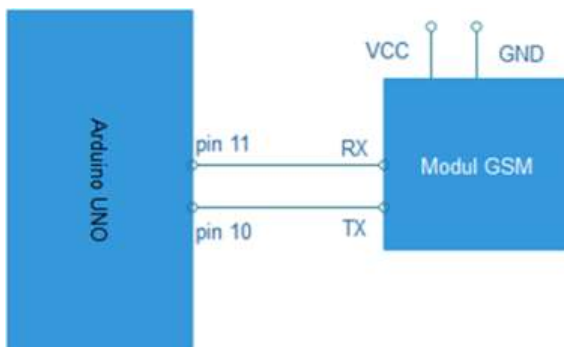 VCC
GND
pin 11
RX
Arduino UNO
Modul GSM
pin 10
TX